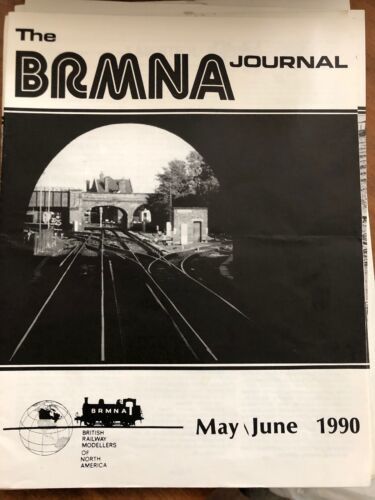 The
BRMNA JOURNAL
BRMNA
BRITISH
RAILWAY
MODELLERS
OF
NORTH
AMERICA
May\June 1990